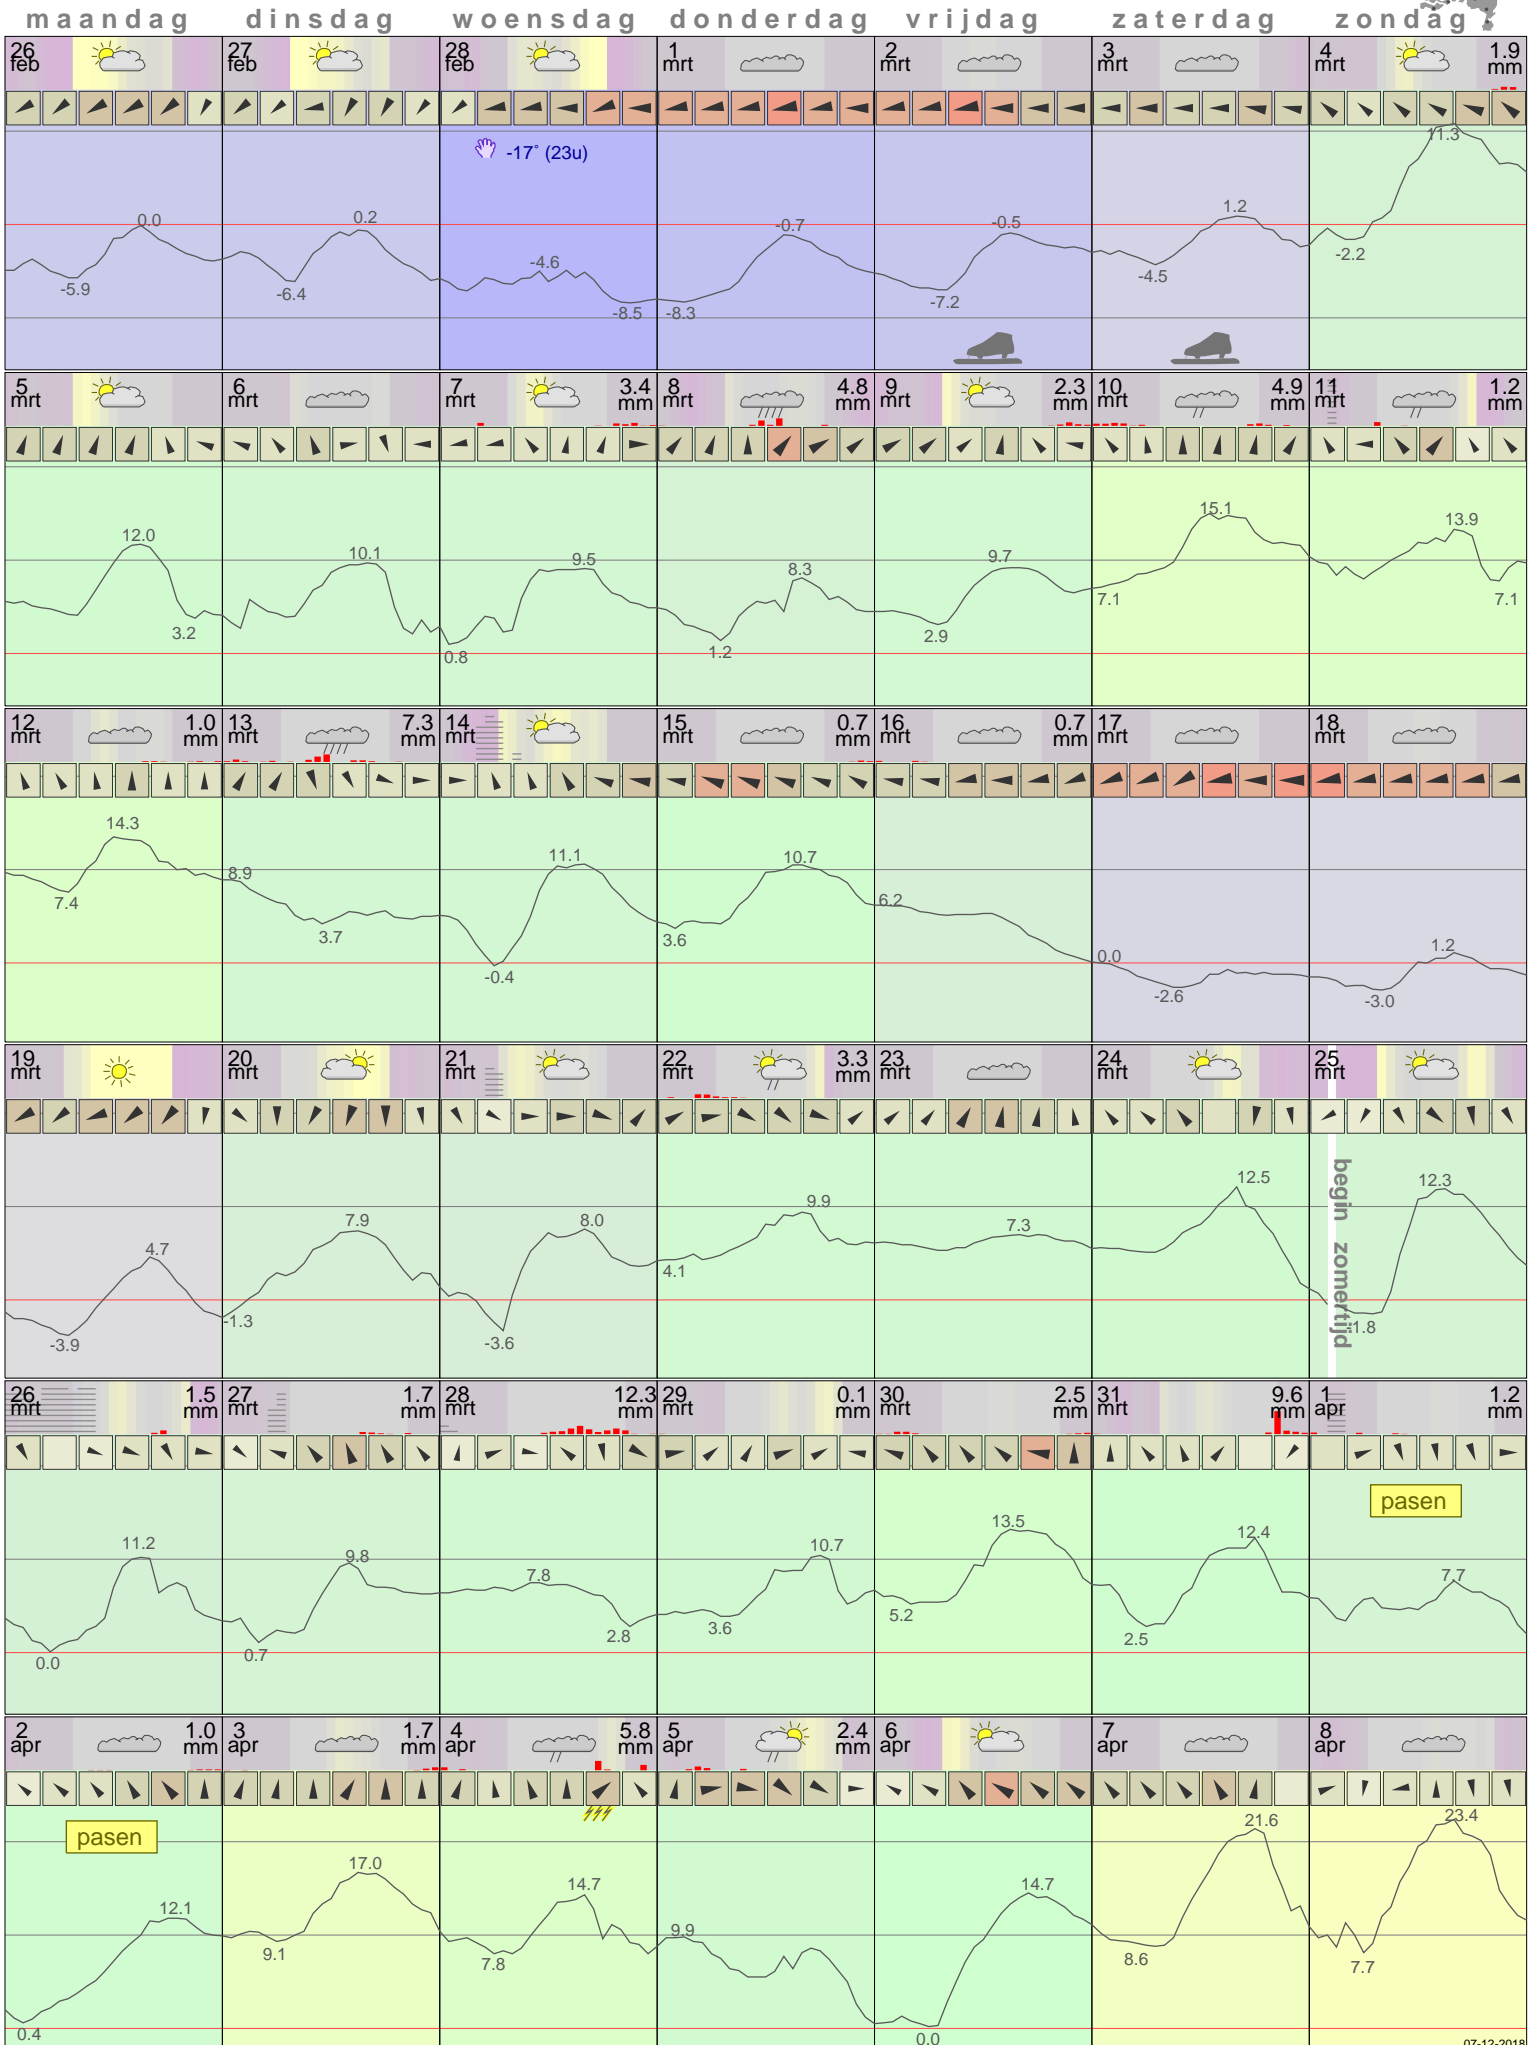 maandag dinsdag woensdag donderdag vrijdag zaterdag zondag
26 27 28 1 2 3 4 1.9
feb feb feb mrt mrt mrt mrt mm
-17° (23u)
11.3
0.0 0.2 -4.6 -0.7 -0.5 1.2
-5.9 -6.4 -8.5 -8.3 -7.2 -4.5 -2.2
5 6 7 3.4 8 4.8 9 2.3 10 4.9 11 1.2
mrt mrt mrt mm mrt mm mrt mm mrt mm mrt mm
12.0 10.1 9.5 8.3 9.7 15.1 13.9
3.2 0.8 1.2 2.9 7.1 7.1
12 1.0 13 7.3 14 15 0.7 16 0.7 17 18
mrt mm mrt mm mrt mrt mm mrt mm mrt mrt
14.3 8.9 11.1 10.7 6.2 0.0 1.2
7.4 3.7 -0.4 3.6 -2.6 -3.0
19 20 21 22 3.3 23 24 25
mrt mrt mrt mrt mm mrt mrt mrt
begin zomertijd
4.7 7.9 8.0 9.9 7.3 12.5 12.3
-3.9 -1.3 -3.6 4.1 -1.8
26 1.5 27 1.7 28 12.3 29 0.1 30 2.5 31 9.6 1 1.2
mrt mm mrt mm mrt mm mrt mm mrt mm mrt mm apr mm
pasen
11.2 9.8 7.8 10.7 13.5 12.4 7.7
0.0 0.7 2.8 3.6 5.2 2.5
2 1.0 3 1.7 4 5.8 5 2.4 6 7 8
apr mm apr mm apr mm apr mm apr apr apr
pasen
12.1 17.0 14.7 9.9 14.7 21.6 23.4
0.4 9.1 7.8 0.0 8.6 7.7
07-12-2018